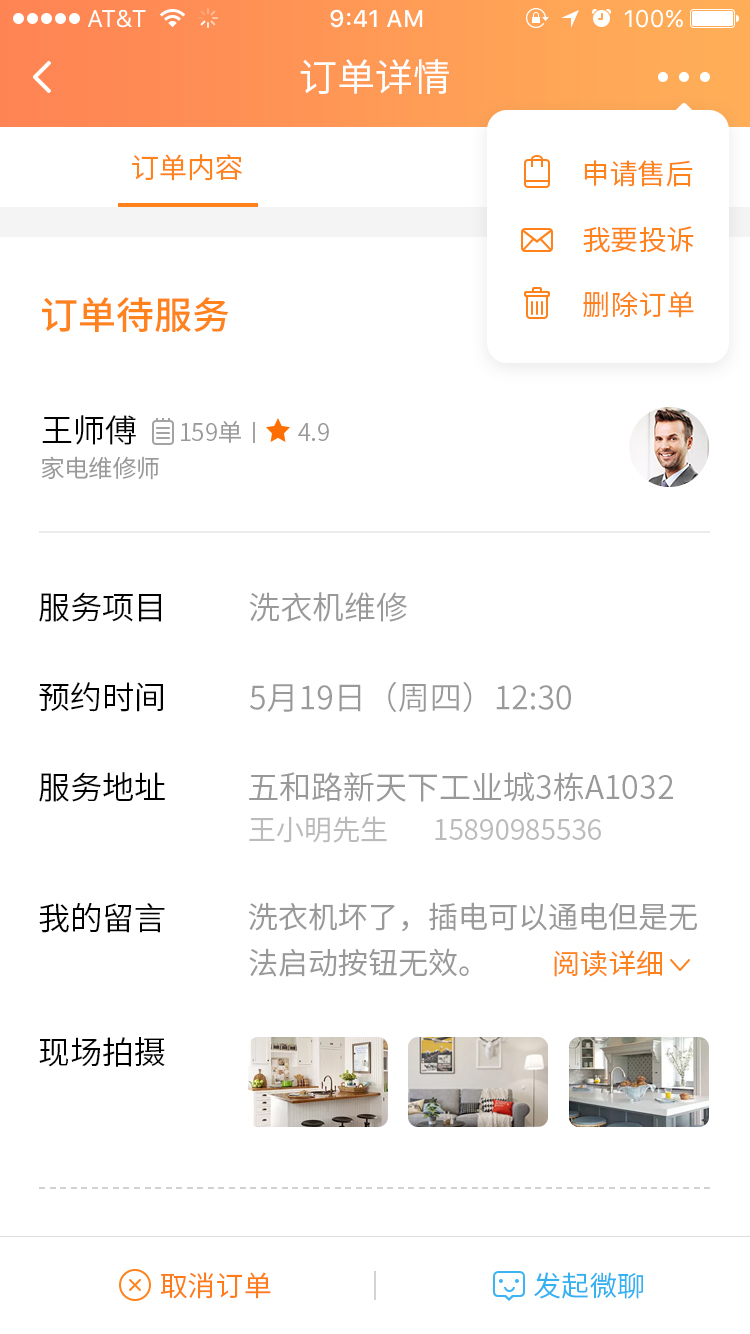 AT&T 9:41 AM 100%
订单详情
订单内容
申请售后
我要投诉
删除订单
订单待服务
王师傅 159单 | 4.9
家电维修师
服务项目 洗衣机维修
预约时间 5月19日（周四）12:30
服务地址 五和路新天下工业城3栋A1032
王小明先生 15890985536
我的留言 洗衣机坏了，插电可以通电但是无
法启动按钮无效。 阅读详细
现场拍摄
取消订单 发起微聊